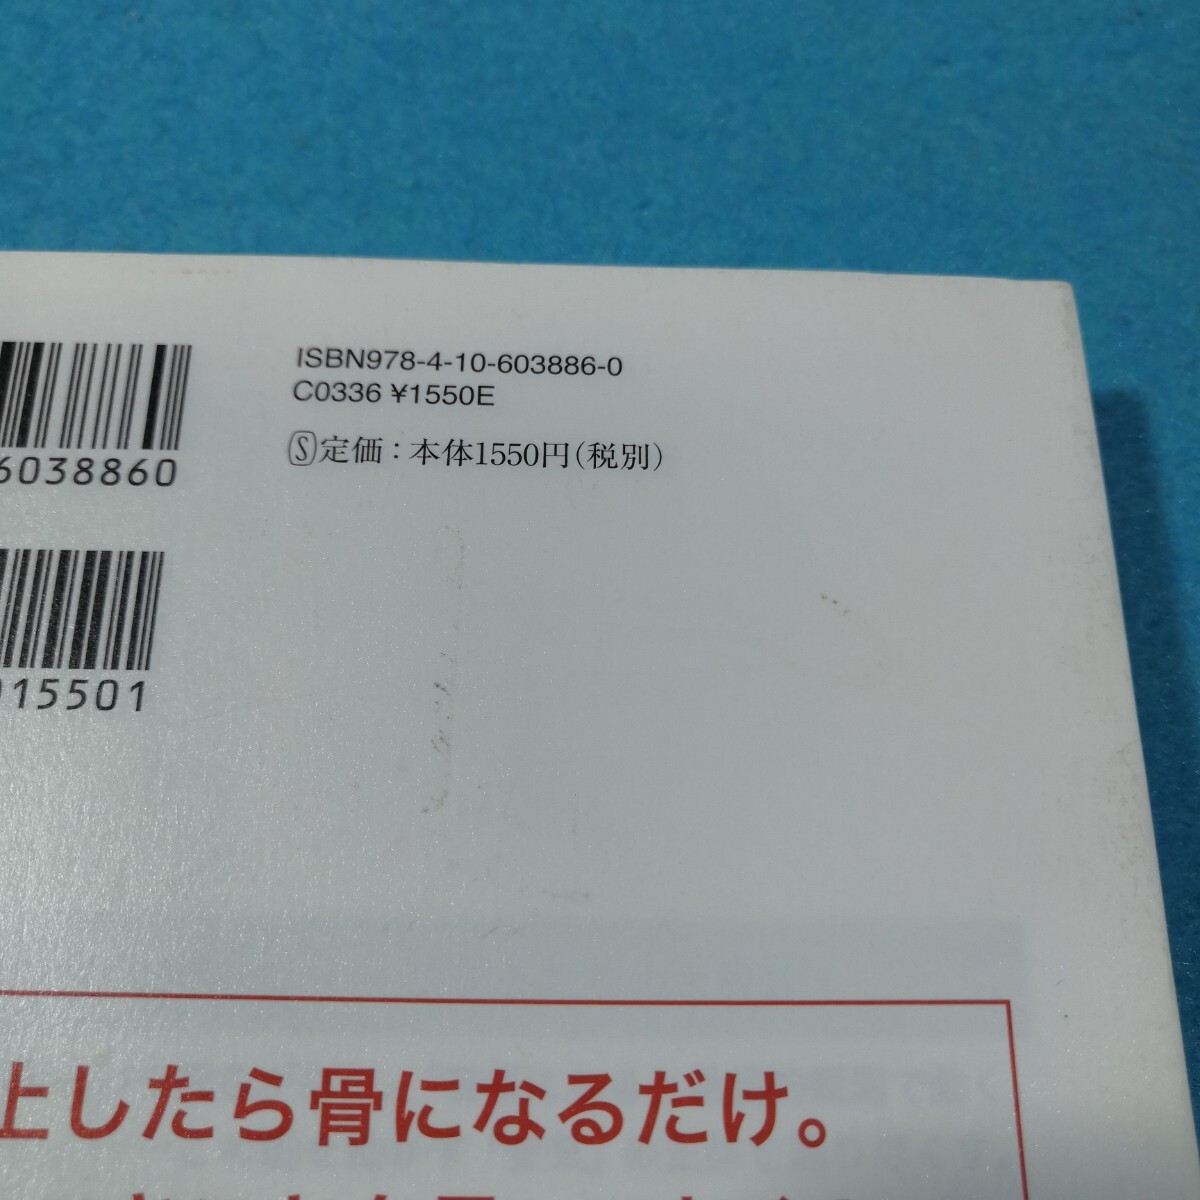 ISBN978-4-10-603886-0
C0336 ¥1550E
Ⓢ定価：本体1550円（税別）
6038860
15501
上したら骨になるだけ。